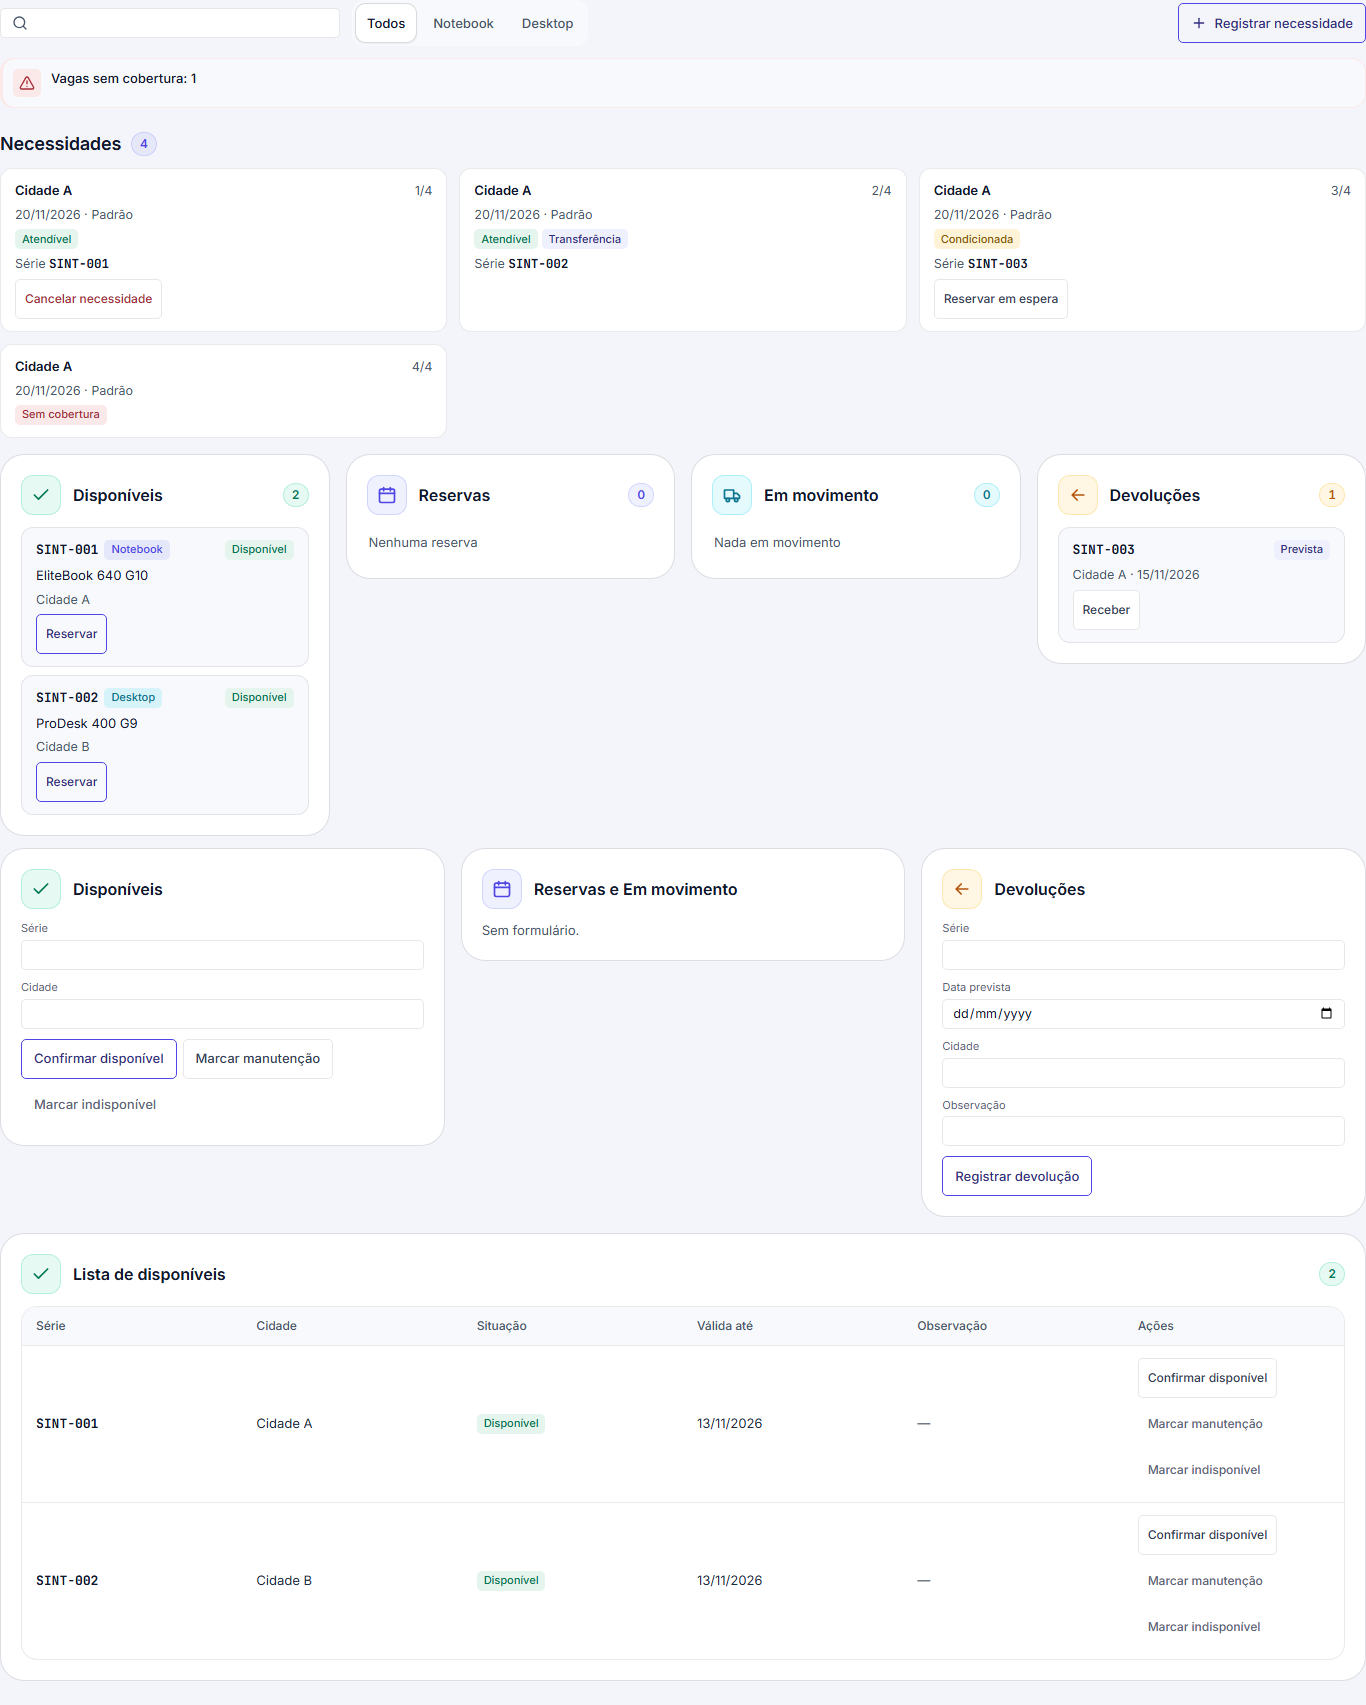 Todos Notebook Desktop + Registrar necessidade
Vagas sem cobertura: 1
Necessidades 4
Cidade A 1/4
20/11/2026 · Padrão
Atendível
Série SINT-001
Cancelar necessidade
Cidade A 2/4
20/11/2026 · Padrão
Atendível Transferência
Série SINT-002
Cidade A 3/4
20/11/2026 · Padrão
Condicionada
Série SINT-003
Reservar em espera
Cidade A 4/4
20/11/2026 · Padrão
Sem cobertura
Disponíveis 2
SINT-001 Notebook Disponível
EliteBook 640 G10
Cidade A
Reservar
SINT-002 Desktop Disponível
ProDesk 400 G9
Cidade B
Reservar
Reservas 0
Nenhuma reserva
Em movimento 0
Nada em movimento
Devoluções 1
SINT-003 Prevista
Cidade A · 15/11/2026
Receber
Disponíveis
Série
Cidade
Confirmar disponível Marcar manutenção
Marcar indisponível
Reservas e Em movimento
Sem formulário.
Devoluções
Série
Data prevista
dd/mm/yyyy
Cidade
Observação
Registrar devolução
Lista de disponíveis 2
Série Cidade Situação Válida até Observação Ações
SINT-001 Cidade A Disponível 13/11/2026 — Confirmar disponível
Marcar manutenção
Marcar indisponível
SINT-002 Cidade B Disponível 13/11/2026 — Confirmar disponível
Marcar manutenção
Marcar indisponível